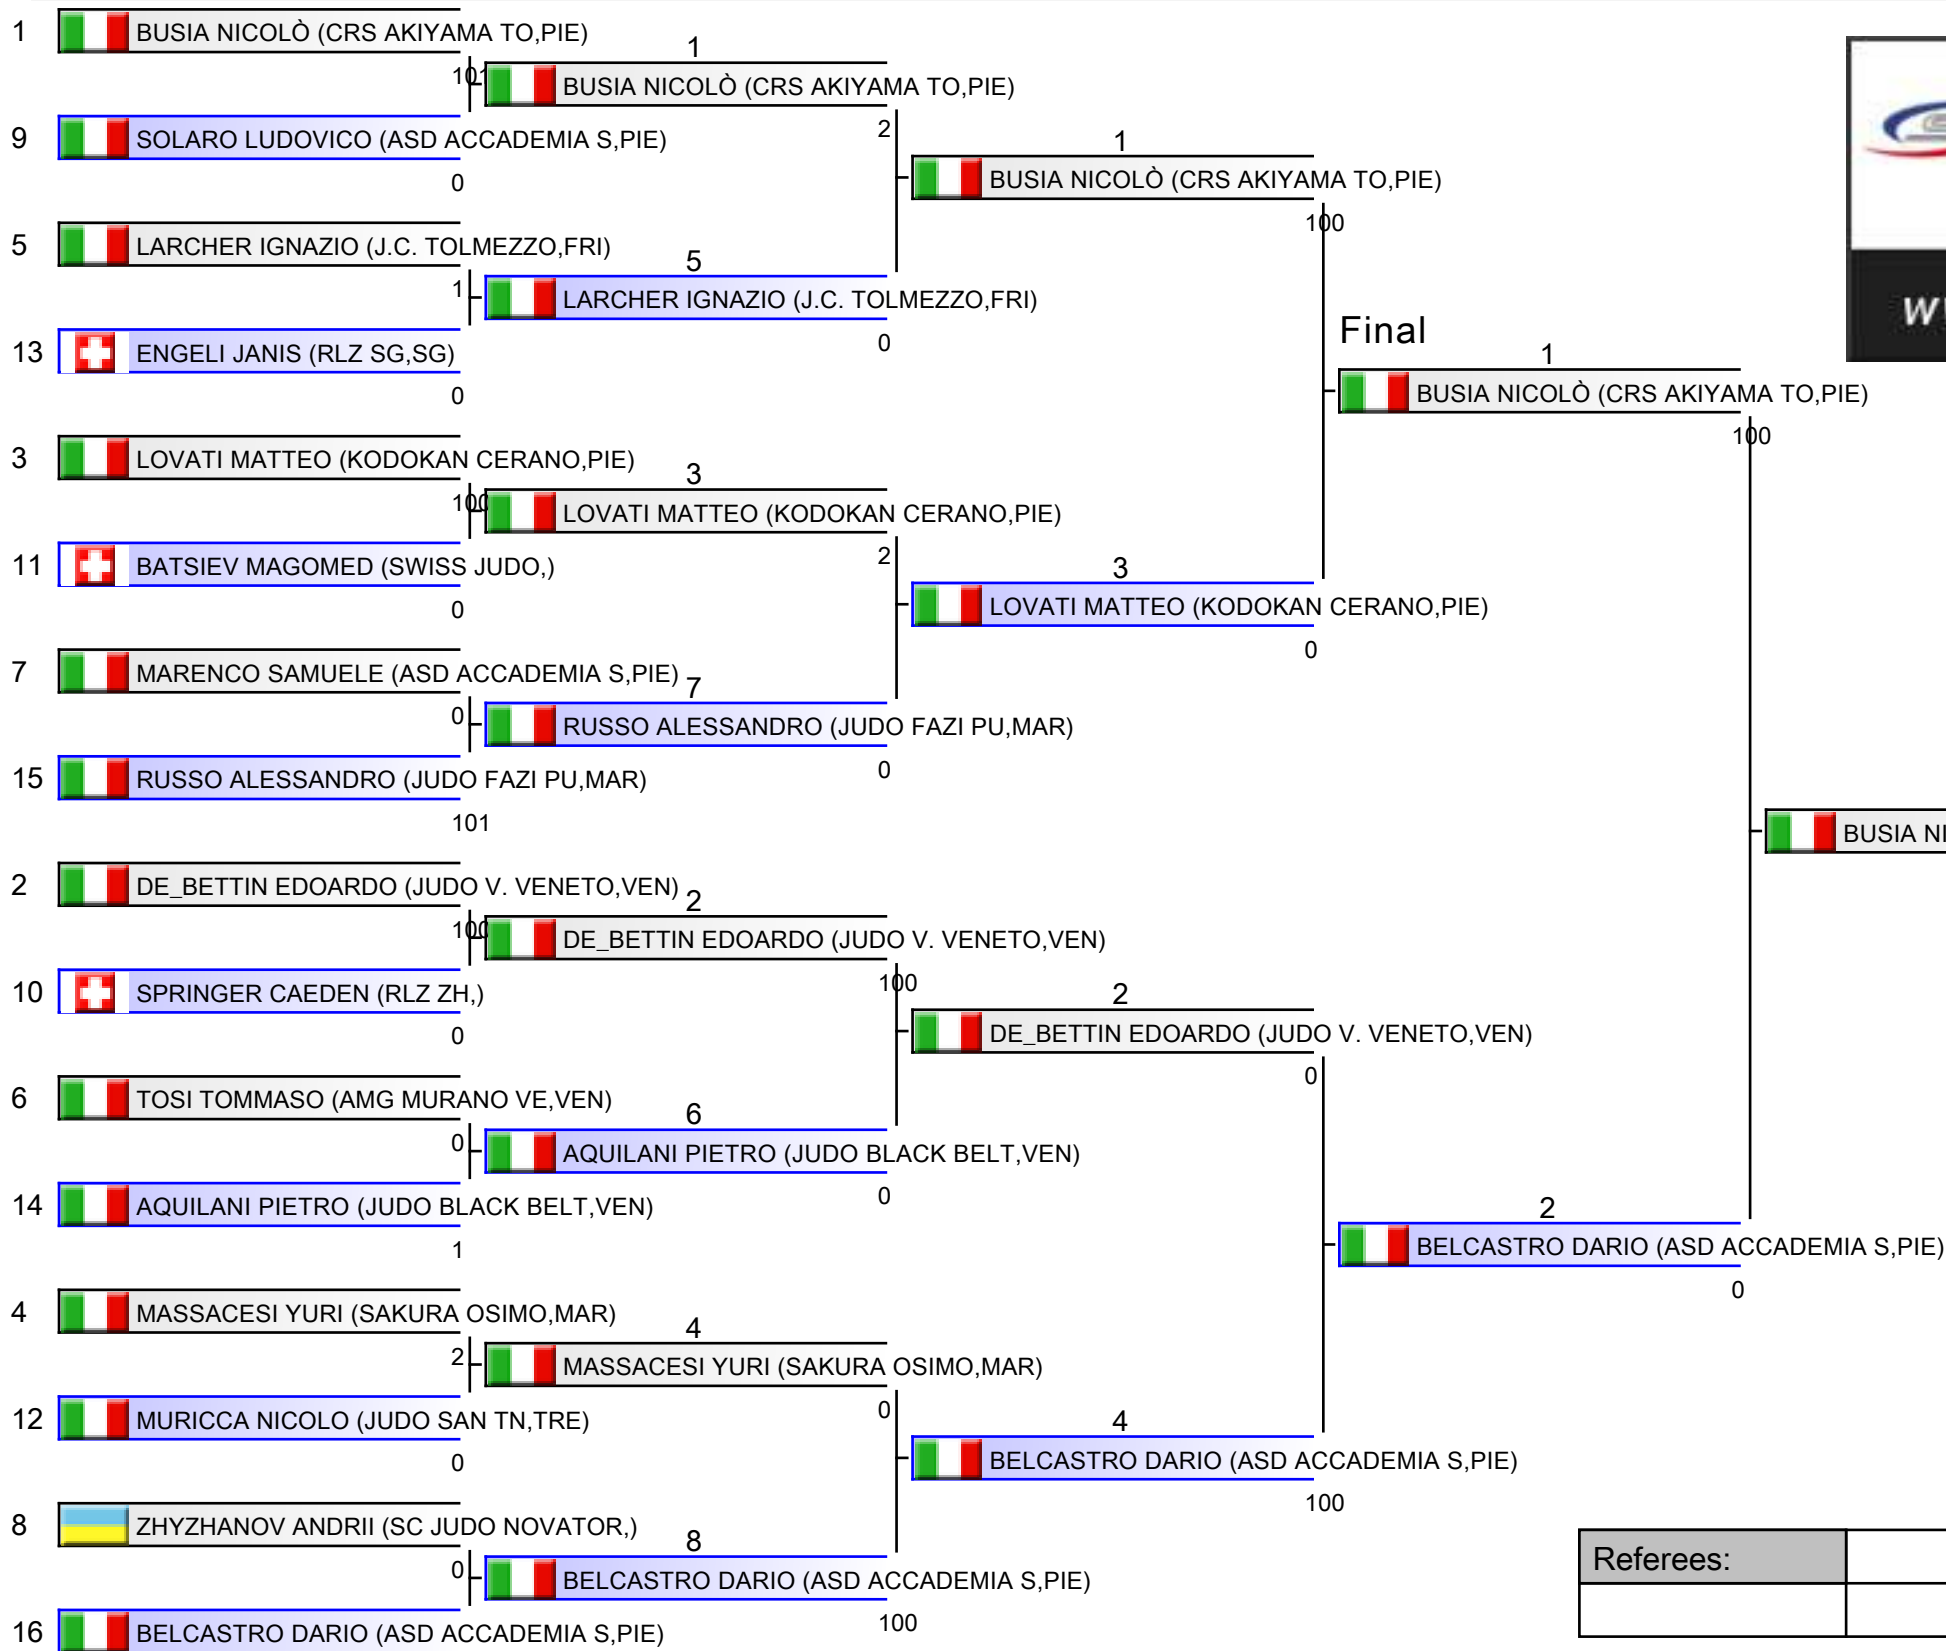 1 BUSIA NICOLÒ (CRS AKIYAMA TO,PIE)
101
1
BUSIA NICOLÒ (CRS AKIYAMA TO,PIE)
9 SOLARO LUDOVICO (ASD ACCADEMIA S,PIE)
0
2
1
BUSIA NICOLÒ (CRS AKIYAMA TO,PIE)
100
5 LARCHER IGNAZIO (J.C. TOLMEZZO,FRI)
1
5
LARCHER IGNAZIO (J.C. TOLMEZZO,FRI)
0
13 ENGELI JANIS (RLZ SG,SG)
0
Final
1
BUSIA NICOLÒ (CRS AKIYAMA TO,PIE)
100
3 LOVATI MATTEO (KODOKAN CERANO,PIE)
100
3
LOVATI MATTEO (KODOKAN CERANO,PIE)
2
11 BATSIEV MAGOMED (SWISS JUDO,)
0
3
LOVATI MATTEO (KODOKAN CERANO,PIE)
0
7 MARENCO SAMUELE (ASD ACCADEMIA S,PIE)
0
7
RUSSO ALESSANDRO (JUDO FAZI PU,MAR)
0
15 RUSSO ALESSANDRO (JUDO FAZI PU,MAR)
101
BUSIA NI
2 DE_BETTIN EDOARDO (JUDO V. VENETO,VEN)
100
2
DE_BETTIN EDOARDO (JUDO V. VENETO,VEN)
100
10 SPRINGER CAEDEN (RLZ ZH,)
0
2
DE_BETTIN EDOARDO (JUDO V. VENETO,VEN)
0
6 TOSI TOMMASO (AMG MURANO VE,VEN)
0
6
AQUILANI PIETRO (JUDO BLACK BELT,VEN)
0
14 AQUILANI PIETRO (JUDO BLACK BELT,VEN)
1
2
BELCASTRO DARIO (ASD ACCADEMIA S,PIE)
0
4 MASSACESI YURI (SAKURA OSIMO,MAR)
2
4
MASSACESI YURI (SAKURA OSIMO,MAR)
0
12 MURICCA NICOLO (JUDO SAN TN,TRE)
0
4
BELCASTRO DARIO (ASD ACCADEMIA S,PIE)
100
8 ZHYZHANOV ANDRII (SC JUDO NOVATOR,)
0
8
BELCASTRO DARIO (ASD ACCADEMIA S,PIE)
100
16 BELCASTRO DARIO (ASD ACCADEMIA S,PIE)
Referees: